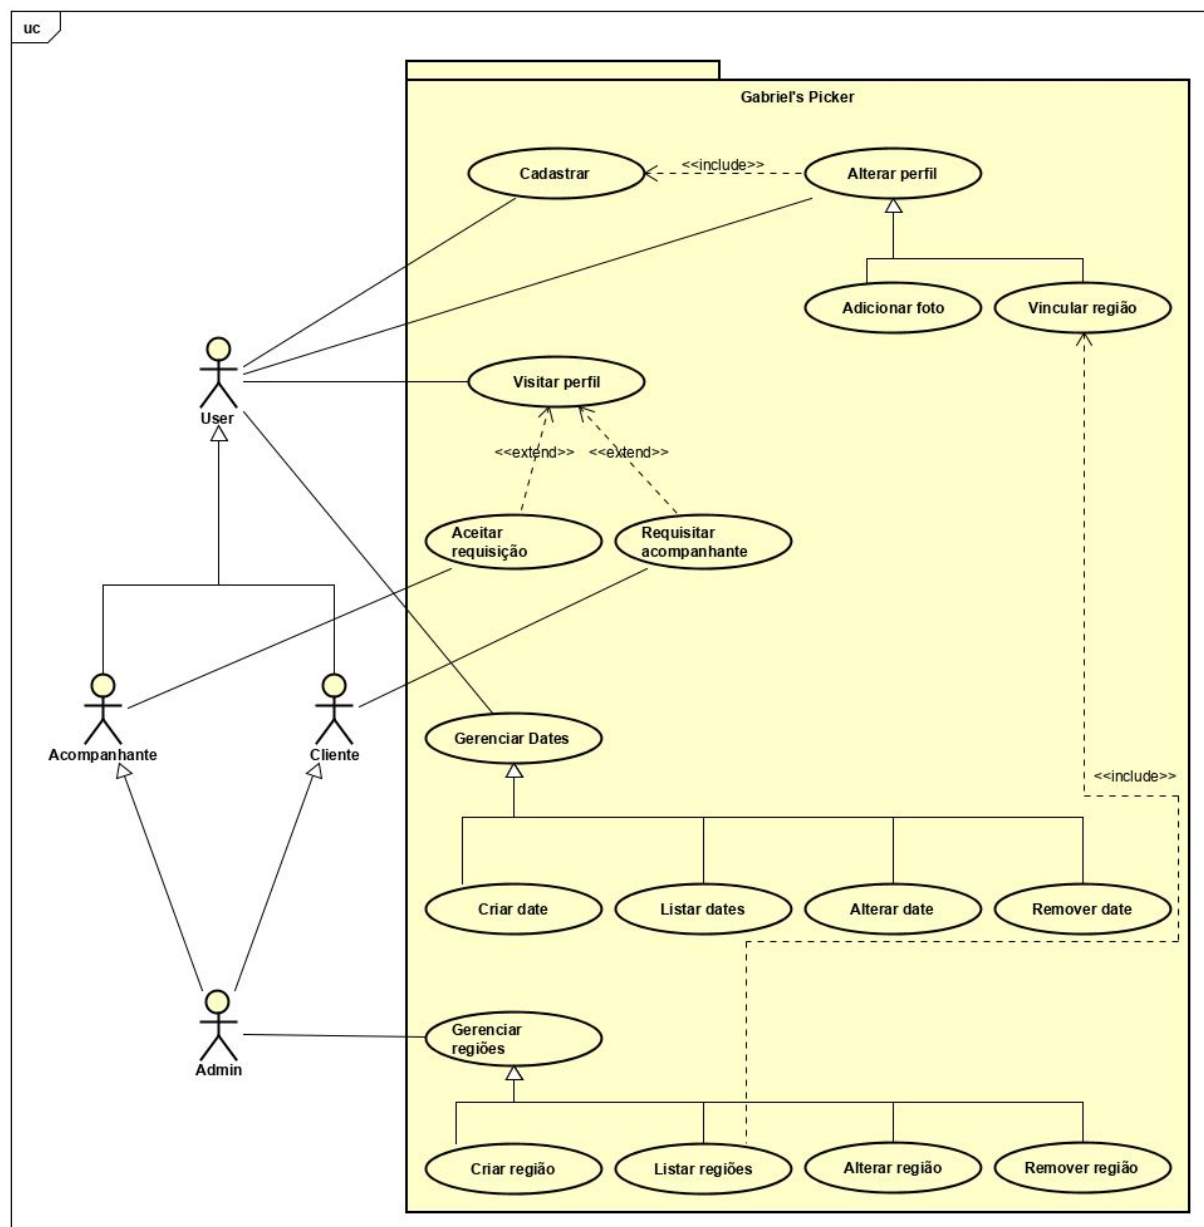 uc
Gabriel's Picker
Cadastrar
<<include>>
Alterar perfil
Adicionar foto
Vincular região
Visitar perfil
User
<<extend>>
<<extend>>
Aceitar
requisição
Requisitar
acompanhante
Acompanhante
Cliente
Gerenciar Dates
<<include>>
Criar date
Listar dates
Alterar date
Remover date
Gerenciar
regiões
Admin
Criar região
Listar regiões
Alterar região
Remover região